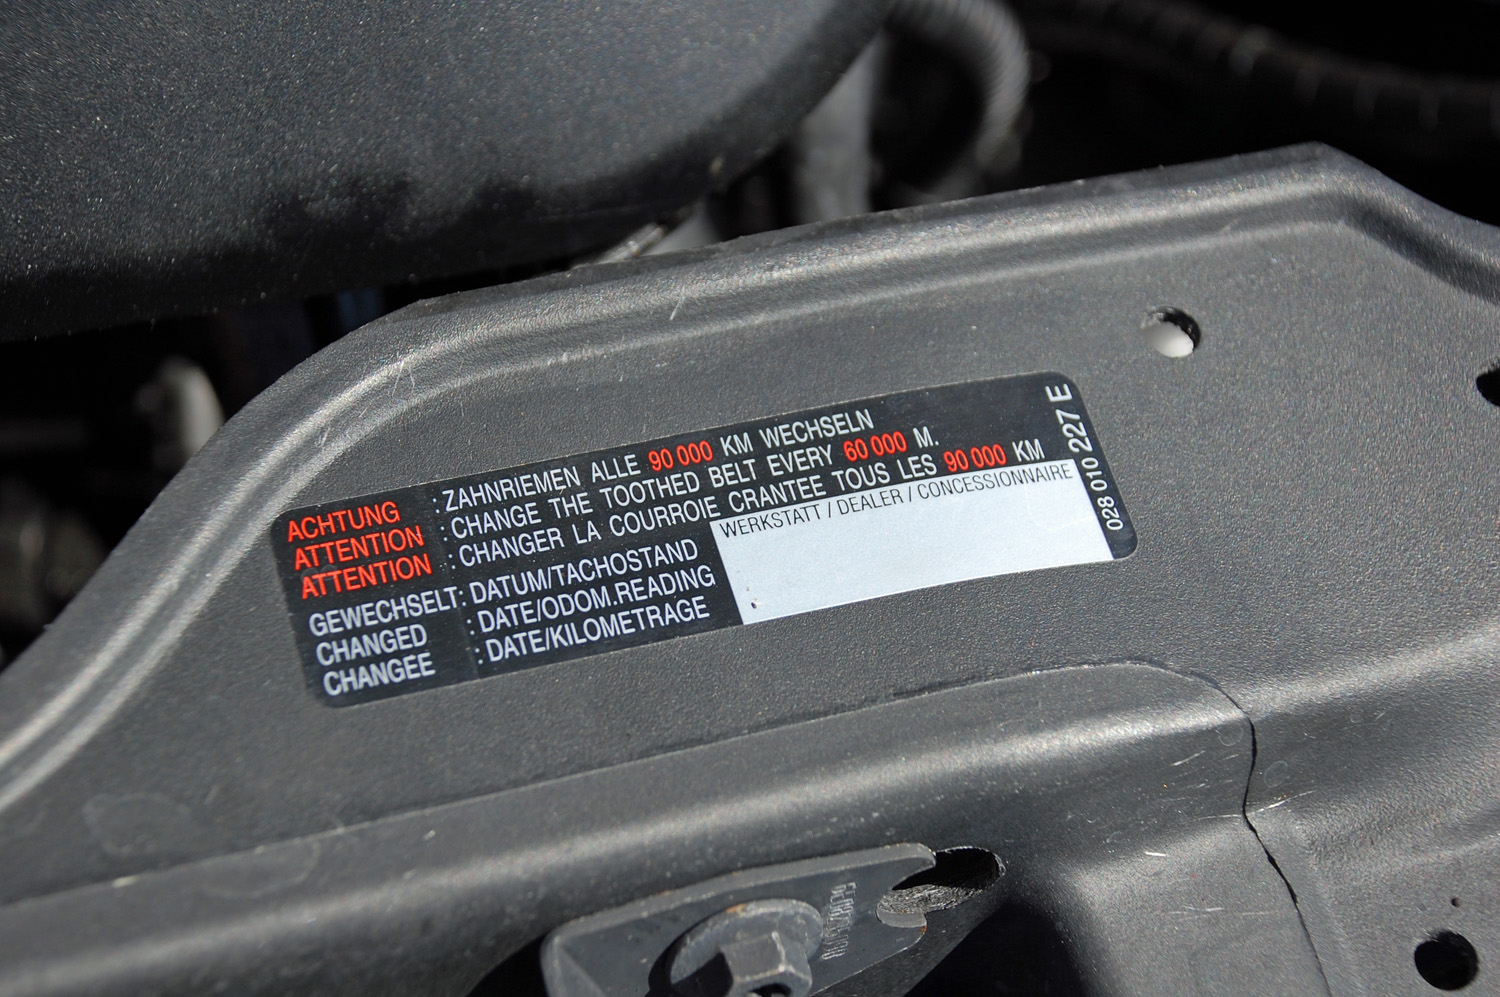 ACHTUNG : ZAHNRIEMEN ALLE 90 000 KM WECHSELN
ATTENTION : CHANGE THE TOOTHED BELT EVERY 60 000 M.
ATTENTION : CHANGER LA COURROIE CRANTEE TOUS LES 90 000 KM
GEWECHSELT: DATUM/TACHOSTAND
CHANGED : DATE/ODOM.READING
CHANGEE : DATE/KILOMETRAGE
WERKSTATT / DEALER / CONCESSIONNAIRE
028 010 227 E